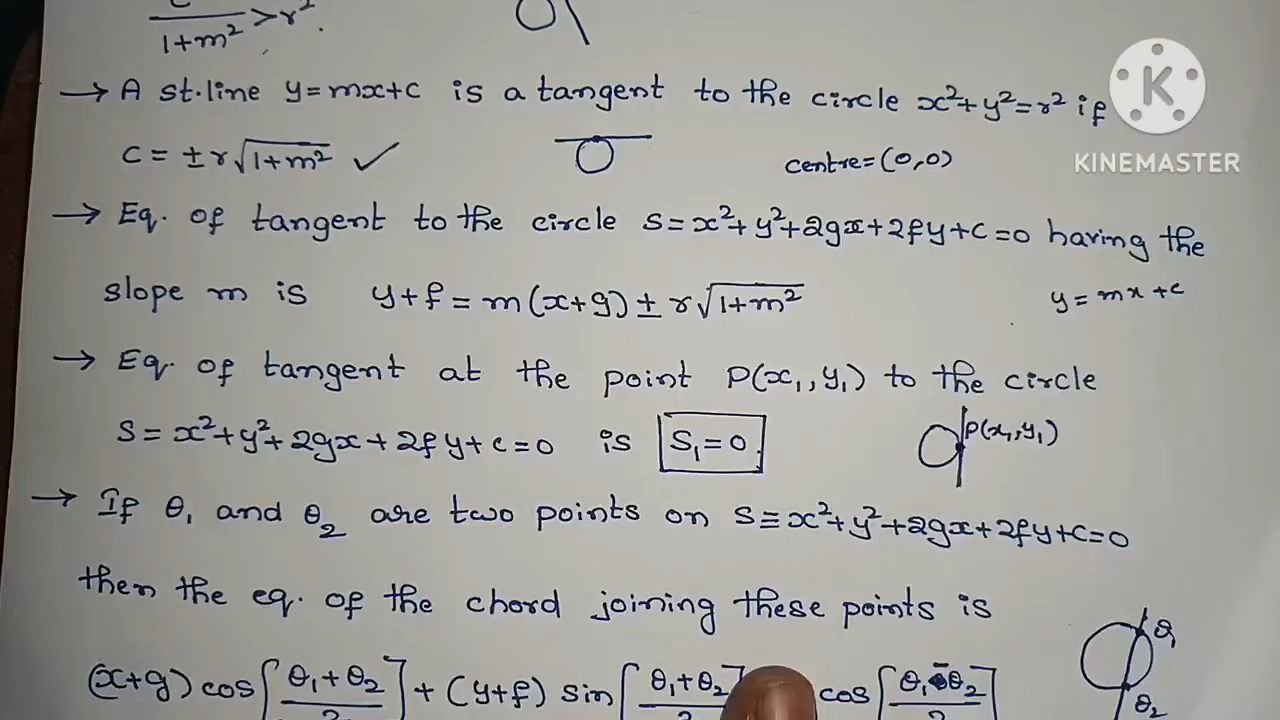 1+m² >r².
→ A st.line y=mx+c is a tangent to the circle x²+y²=r² if
c = ±r√1+m² ✓ centre=(0,0)
→ Eq. of tangent to the circle S=x²+y²+2gx+2fy+c=0 having the
slope m is y+f = m(x+g) ± r√1+m² y = mx+c
→ Eq. of tangent at the point P(x₁,y₁) to the circle
S=x²+y²+2gx+2fy+c=0 is S₁=0 P(x₁,y₁)
→ If θ₁ and θ₂ are two points on S≡x²+y²+2gx+2fy+c=0
then the eq. of the chord joining these points is
(x+g) cos[θ₁+θ₂/2] + (y+f) sin[θ₁+θ₂/2] cos[θ₁-θ₂/2]
θ₁
θ₂
K
KINEMASTER